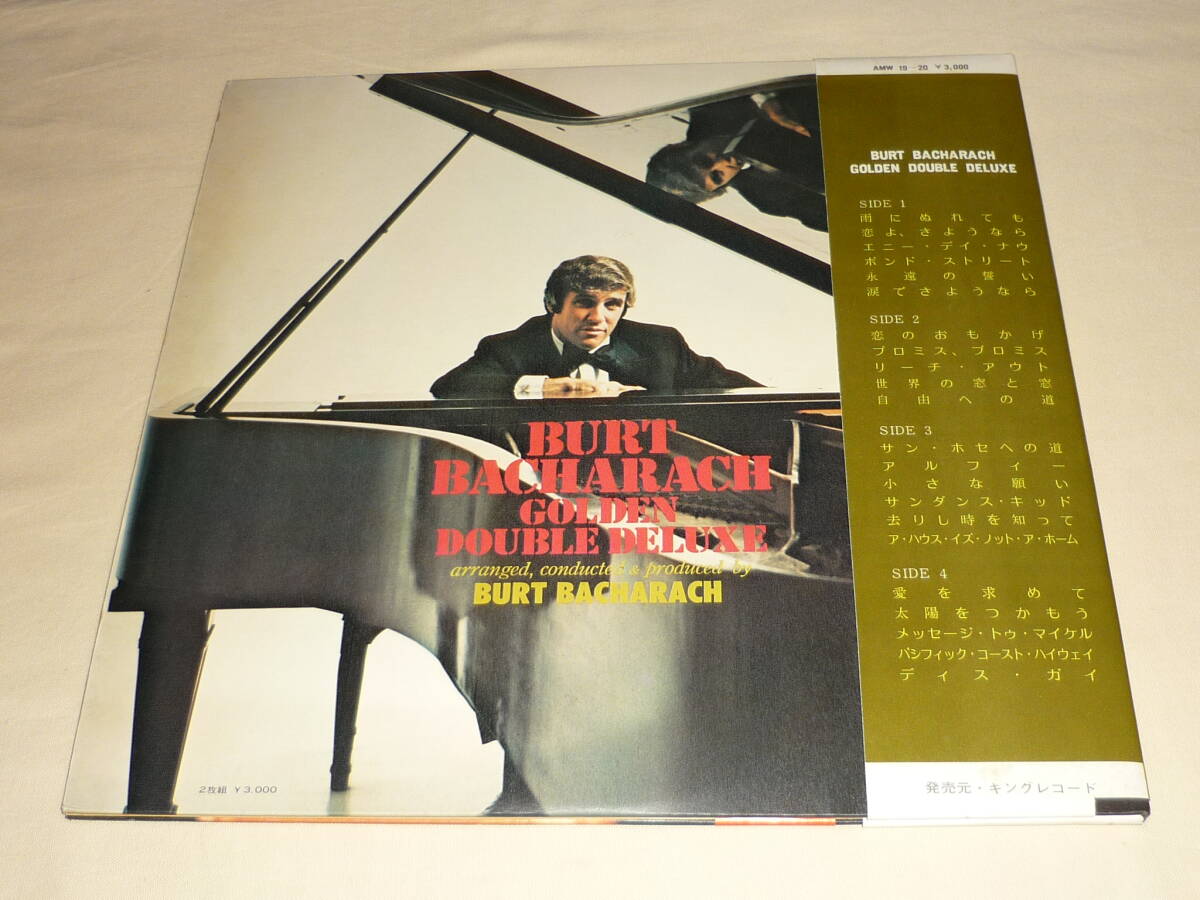 BURT
BACHARACH
GOLDEN
DOUBLE DELUXE
arranged, conducted & produced by
BURT BACHARACH
2枚組 ¥3,000
AMW 19-20 ¥3,000
BURT BACHARACH
GOLDEN DOUBLE DELUXE
SIDE 1
雨にぬれても
恋よ、さようなら
エニー・デイ・ナウ
ボンド・ストリート
永遠の誓い
涙でさようなら
SIDE 2
恋のおもかげ
プロミス、プロミス
リーチ・アウト
世界の窓と窓
自由への道
SIDE 3
サン・ホセへの道
アルフィー
小さな願い
サンダンス・キッド
去りし時を知って
ア・ハウス・イズ・ノット・ア・ホーム
SIDE 4
愛を求めて
太陽をつかもう
メッセージ・トゥ・マイケル
パシフィック・コースト・ハイウェイ
ディス・ガイ
発売元・キングレコード